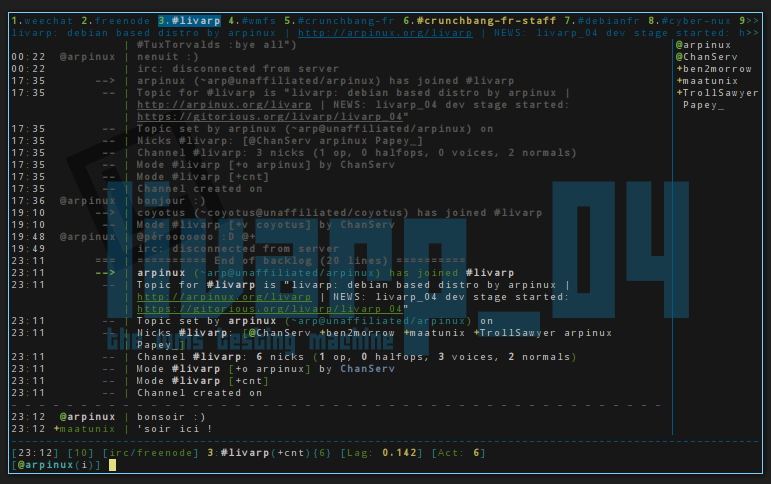 1.weechat 2.freenode 3.#livarp 4.#wmfs 5.#crunchbang-fr 6.#crunchbang-fr-staff 7.#debianfr 8.#cyber-nux 9>>
livarp: debian based distro by arpinux | http://arpinux.org/livarp | NEWS: livarp_04 dev stage started: h>>
| #TuxTorvalds :bye all")
00:22 @arpinux | nenuit :)
00:22 | irc: disconnected from server
17:35 --> | arpinux (~arp@unaffiliated/arpinux) has joined #livarp
17:35 -- | Topic for #livarp is "livarp: debian based distro by arpinux |
| http://arpinux.org/livarp | NEWS: livarp_04 dev stage started:
| https://gitorious.org/livarp/livarp_04"
17:35 -- | Topic set by arpinux (~arp@unaffiliated/arpinux) on
17:35 -- | Nicks #livarp: [@ChanServ arpinux Papey_]
17:35 -- | Channel #livarp: 3 nicks (1 op, 0 halfops, 0 voices, 2 normals)
17:35 -- | Mode #livarp [+o arpinux] by ChanServ
17:35 -- | Mode #livarp [+cnt]
17:35 -- | Channel created on
17:36 @arpinux | bonjour :)
19:10 --> | coyotus (~coyotus@unaffiliated/coyotus) has joined #livarp
19:10 -- | Mode #livarp [+v coyotus] by ChanServ
19:48 @arpinux | @pérooooooo :D @+
19:49 | irc: disconnected from server
23:11 === | ========== End of backlog (20 lines) ==========
23:11 --> | arpinux (~arp@unaffiliated/arpinux) has joined #livarp
23:11 -- | Topic for #livarp is "livarp: debian based distro by arpinux |
| http://arpinux.org/livarp | NEWS: livarp_04 dev stage started:
| https://gitorious.org/livarp/livarp_04"
23:11 -- | Topic set by arpinux (~arp@unaffiliated/arpinux) on
23:11 -- | Nicks #livarp: [@ChanServ +ben2morrow +maatunix +TrollSawyer arpinux
| Papey_]
23:11 -- | Channel #livarp: 6 nicks (1 op, 0 halfops, 3 voices, 2 normals)
23:11 -- | Mode #livarp [+o arpinux] by ChanServ
23:11 -- | Mode #livarp [+cnt]
23:11 -- | Channel created on
23:12 @arpinux | bonsoir :)
23:12 +maatunix | 'soir ici !
[23:12] [10] [irc/freenode] 3:#livarp(+cnt){6} [Lag: 0.142] [Act: 6]
[@arpinux(i)]
@arpinux
@ChanServ
+ben2morrow
+maatunix
+TrollSawyer
Papey_
livarp_04
testing machine